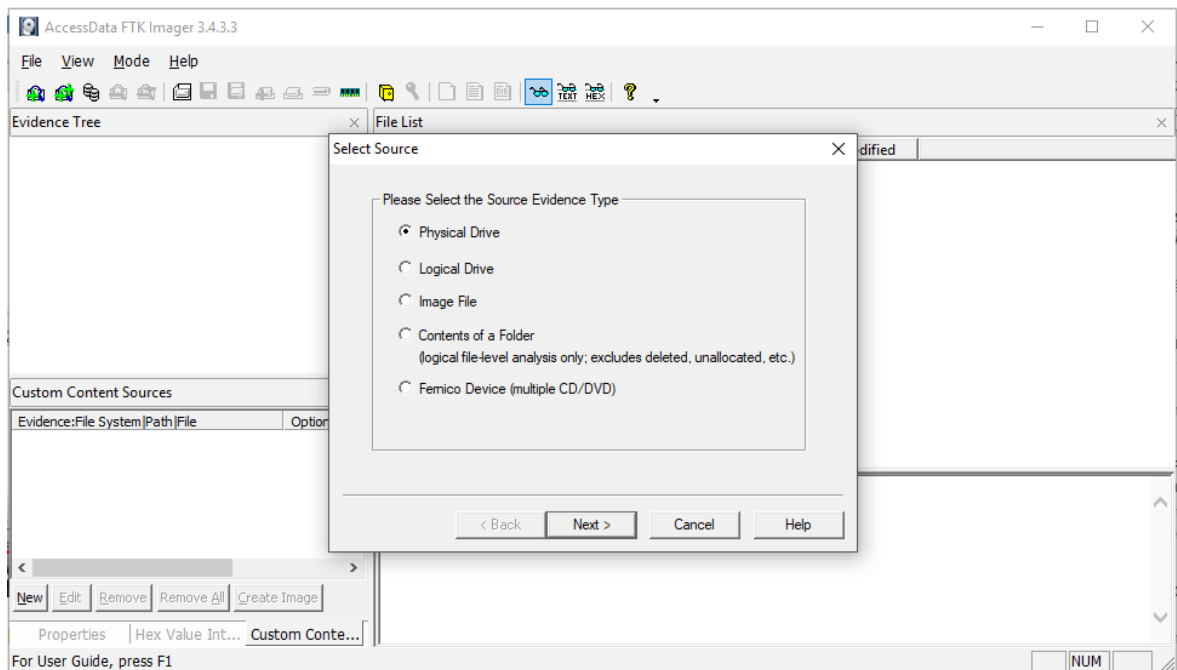 AccessData FTK Imager 3.4.3.3
File View Mode Help
TEXT HEX
Evidence Tree
File List
Select Source
dified
Please Select the Source Evidence Type
Physical Drive
Logical Drive
Image File
Contents of a Folder
(logical file-level analysis only; excludes deleted, unallocated, etc.)
Fernico Device (multiple CD/DVD)
Custom Content Sources
Evidence:File System|Path|File Option
< Back Next > Cancel Help
New Edit Remove Remove All Create Image
Properties Hex Value Int... Custom Conte...
For User Guide, press F1 NUM